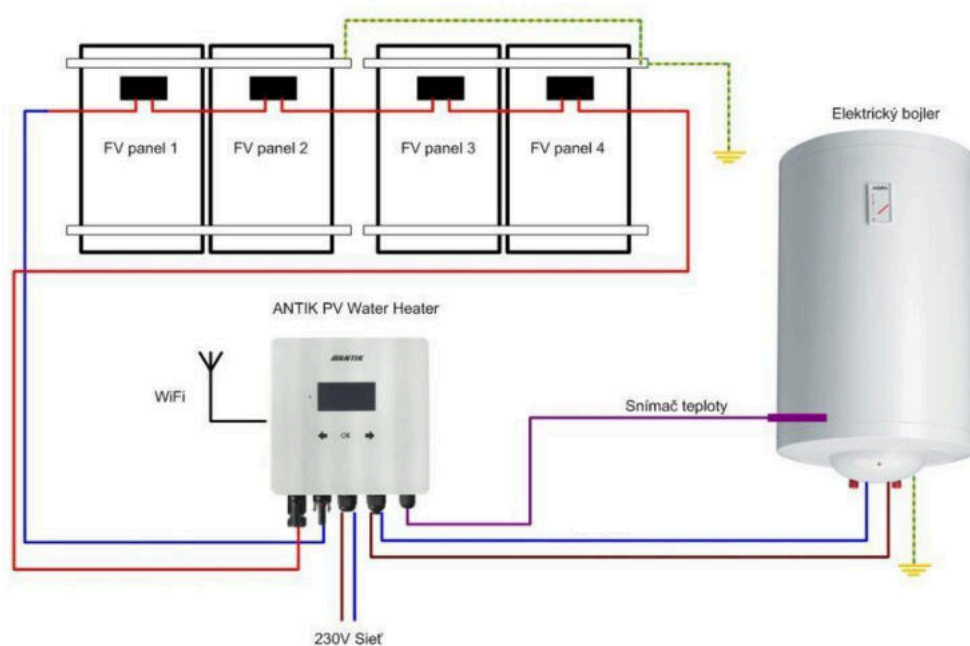 FV panel 1
FV panel 2
FV panel 3
FV panel 4
Elektrický bojler
ANTIK PV Water Heater
ANTIK
WiFi
OK
Snímač teploty
230V Sieť